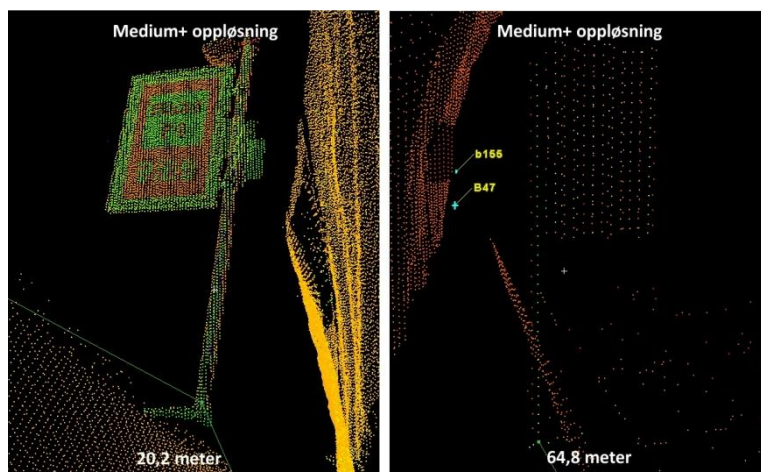 Medium+ oppløsning
20,2 meter
Medium+ oppløsning
b155
B47
64,8 meter